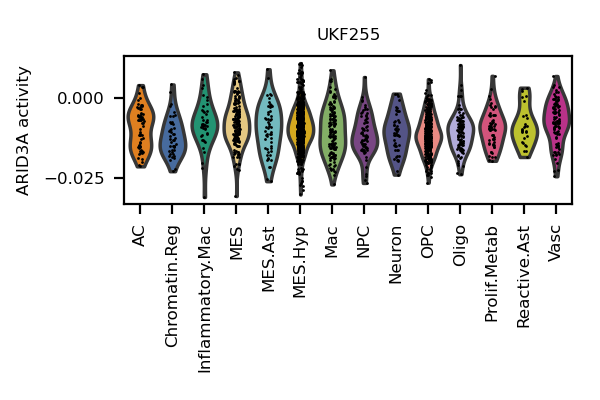 UKF255
ARID3A activity
0.000
−0.025
AC
Chromatin.Reg
Inflammatory.Mac
MES
MES.Ast
MES.Hyp
Mac
NPC
Neuron
OPC
Oligo
Prolif.Metab
Reactive.Ast
Vasc